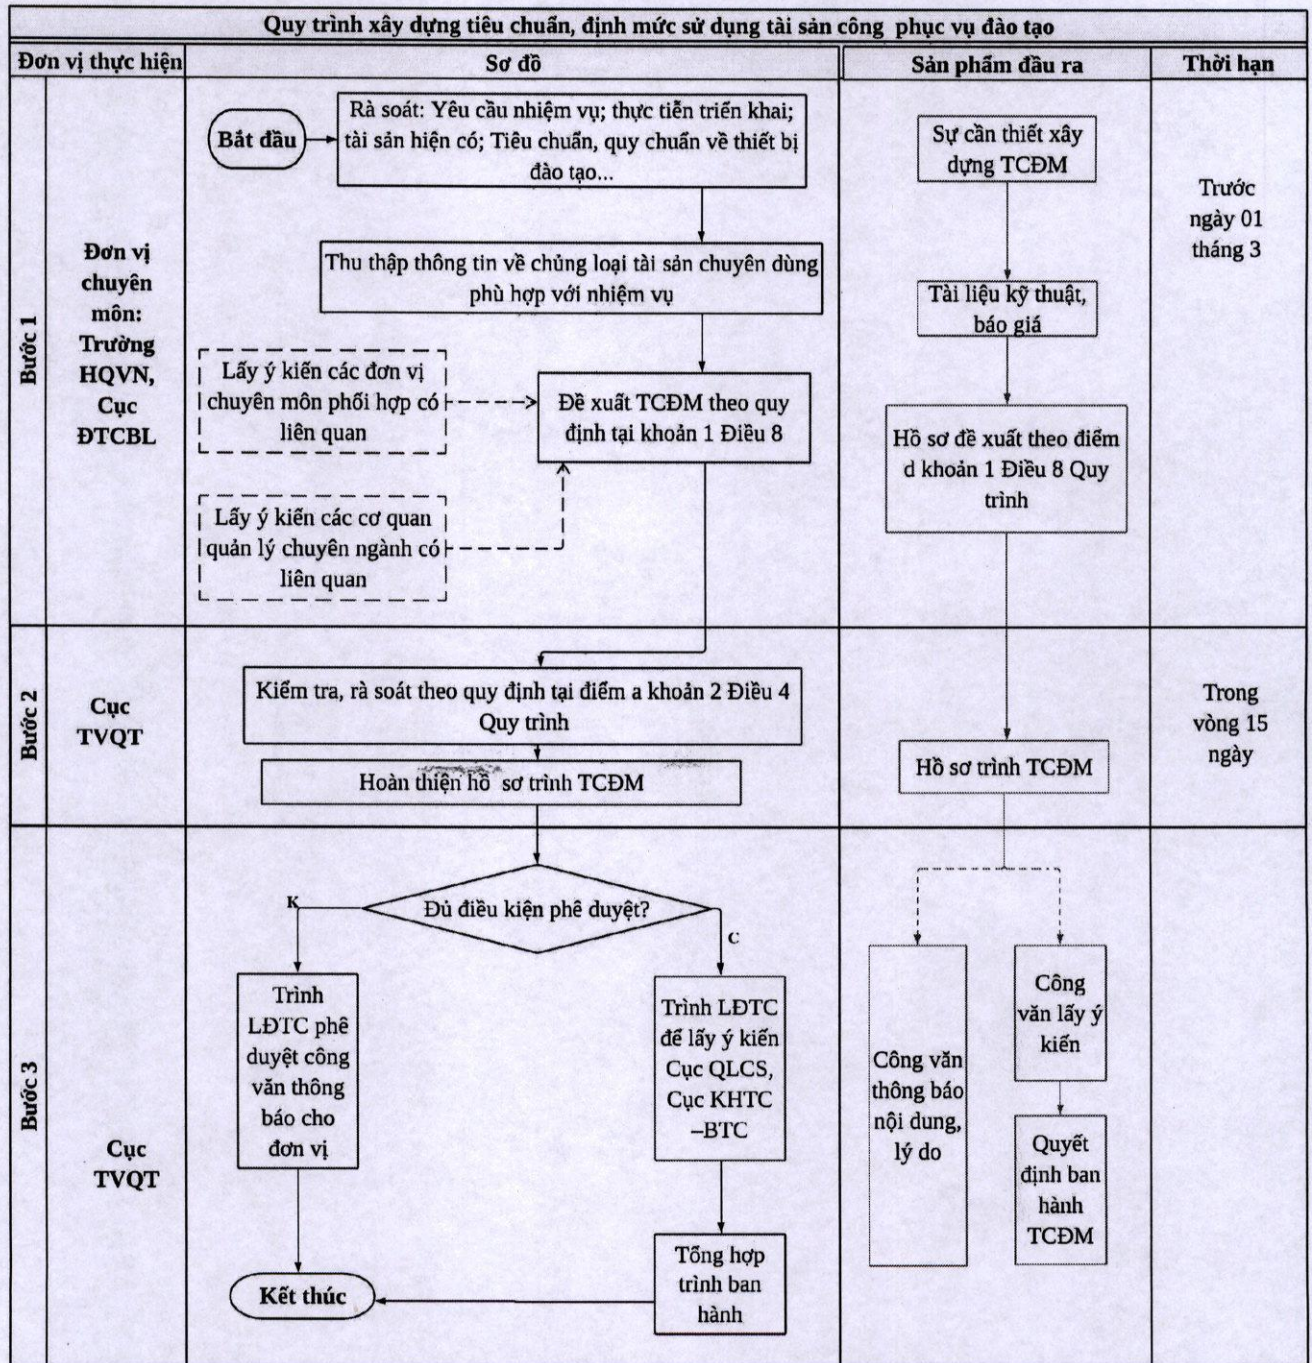 Quy trình xây dựng tiêu chuẩn, định mức sử dụng tài sản công phục vụ đào tạo
Đơn vị thực hiện
Sơ đồ
Sản phẩm đầu ra
Thời hạn
Bước 1
Đơn vị
chuyên
môn:
Trường
HQVN,
Cục
ĐTCBL
Bắt đầu
Rà soát: Yêu cầu nhiệm vụ; thực tiễn triển khai;
tài sản hiện có; Tiêu chuẩn, quy chuẩn về thiết bị
đào tạo...
Thu thập thông tin về chủng loại tài sản chuyên dùng
phù hợp với nhiệm vụ
Lấy ý kiến các đơn vị
chuyên môn phối hợp có
liên quan
Đề xuất TCĐM theo quy
định tại khoản 1 Điều 8
Lấy ý kiến các cơ quan
quản lý chuyên ngành có
liên quan
Sự cần thiết xây
dựng TCĐM
Tài liệu kỹ thuật,
báo giá
Hồ sơ đề xuất theo điểm
d khoản 1 Điều 8 Quy
trình
Trước
ngày 01
tháng 3
Bước 2
Cục
TVQT
Kiểm tra, rà soát theo quy định tại điểm a khoản 2 Điều 4
Quy trình
Hoàn thiện hồ sơ trình TCĐM
Hồ sơ trình TCĐM
Trong
vòng 15
ngày
Bước 3
Cục
TVQT
Đủ điều kiện phê duyệt?
K
C
Trình
LĐTC phê
duyệt công
văn thông
báo cho
đơn vị
Trình LĐTC
để lấy ý kiến
Cục QLCS,
Cục KHTC
–BTC
Tổng hợp
trình ban
hành
Kết thúc
Công văn
thông báo
nội dung,
lý do
Công
văn lấy ý
kiến
Quyết
định ban
hành
TCĐM